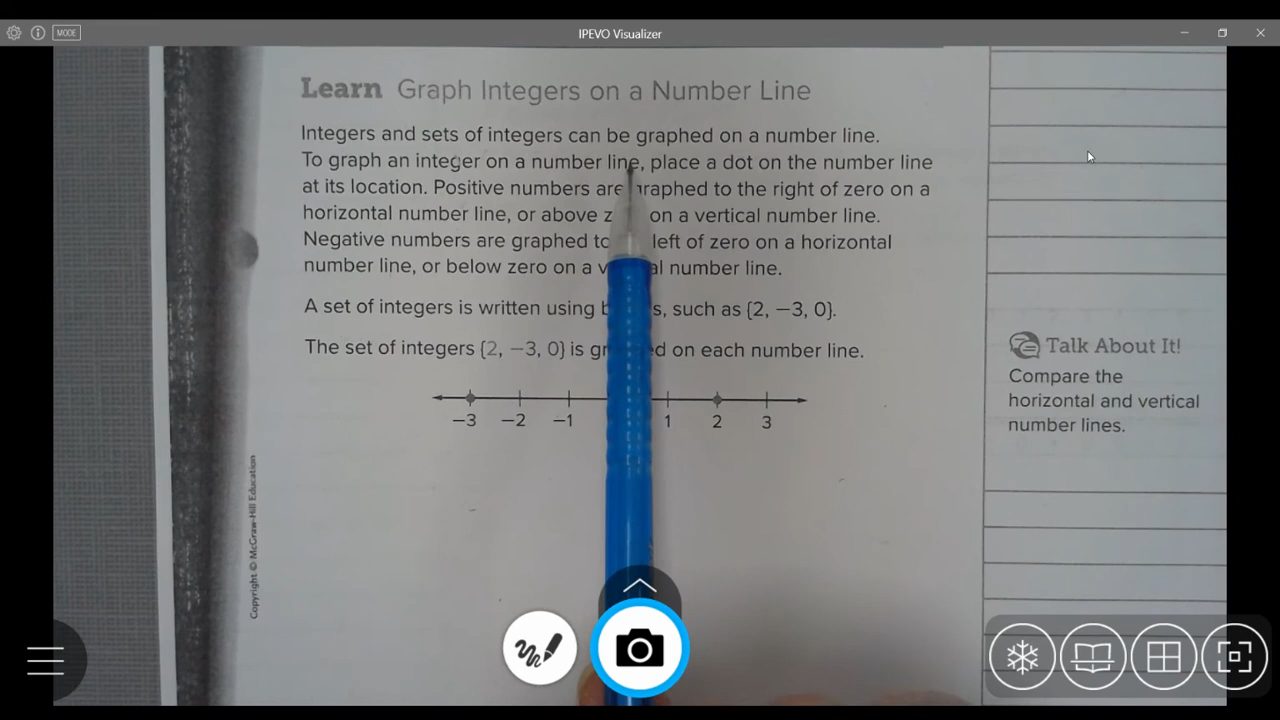 MODE
IPEVO Visualizer
Learn Graph Integers on a Number Line
Integers and sets of integers can be graphed on a number line.
To graph an integer on a number line, place a dot on the number line
at its location. Positive numbers are graphed to the right of zero on a
horizontal number line, or above z on a vertical number line.
Negative numbers are graphed to left of zero on a horizontal
number line, or below zero on a v al number line.
A set of integers is written using b s, such as {2, −3, 0}.
The set of integers {2, −3, 0} is gr d on each number line.
−3 −2 −1 1 2 3
Talk About It!
Compare the
horizontal and vertical
number lines.
Copyright © McGraw-Hill Education